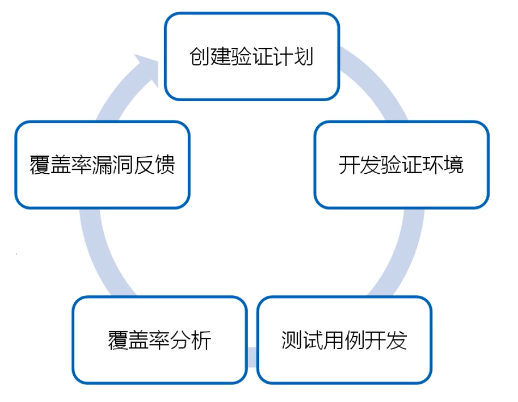 创建验证计划
开发验证环境
测试用例开发
覆盖率分析
覆盖率漏洞反馈